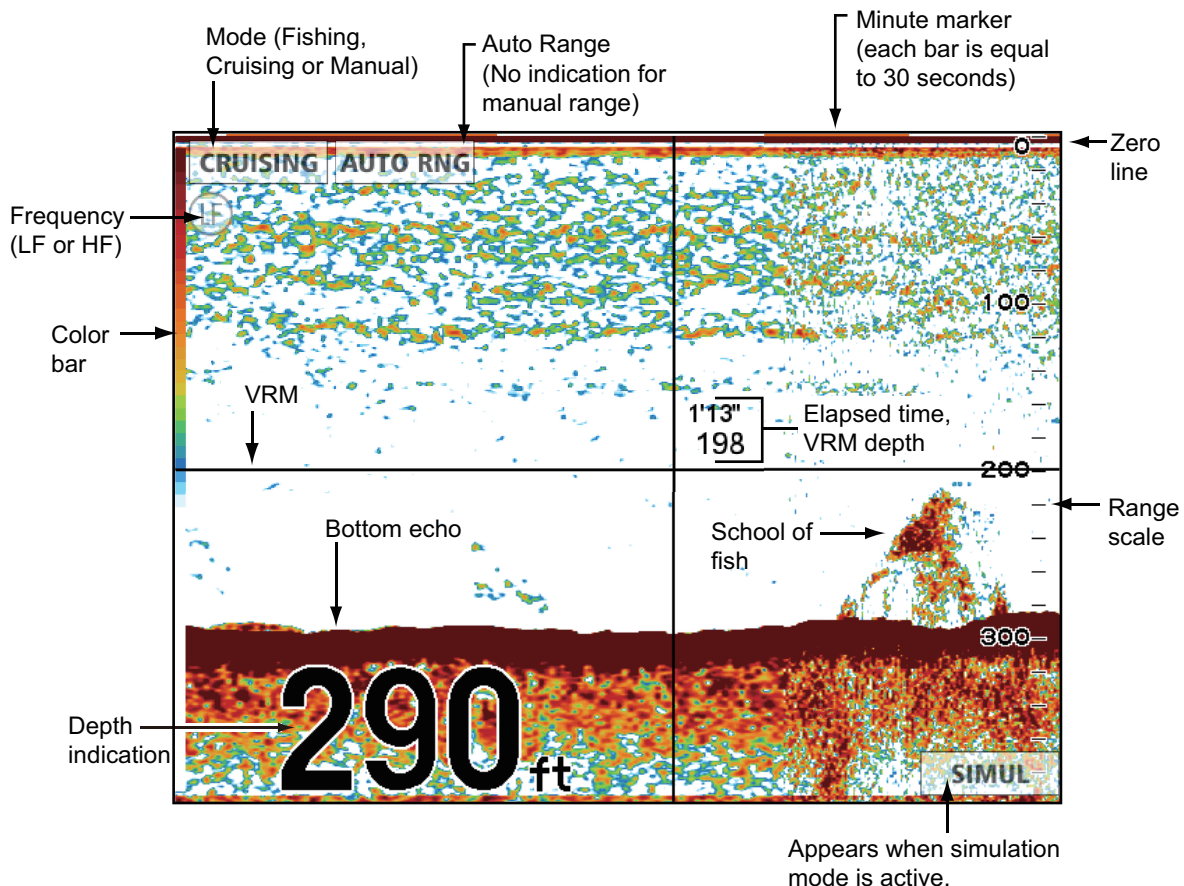 Mode (Fishing,
Cruising or Manual)
Auto Range
(No indication for
manual range)
Minute marker
(each bar is equal
to 30 seconds)
CRUISING
AUTO RNG
0
Zero
line
Frequency
(LF or HF)
HF
100
Color
bar
VRM
1'13"
198
Elapsed time,
VRM depth
200
Range
scale
Bottom echo
School of
fish
300
290 ft
Depth
indication
SIMUL
Appears when simulation
mode is active.